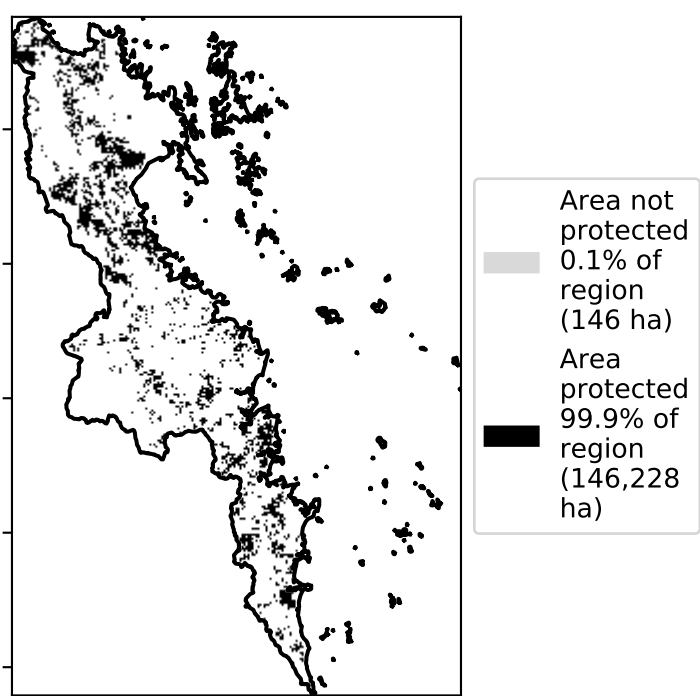 Area not
protected
0.1% of
region
(146 ha)
Area
protected
99.9% of
region
(146,228
ha)